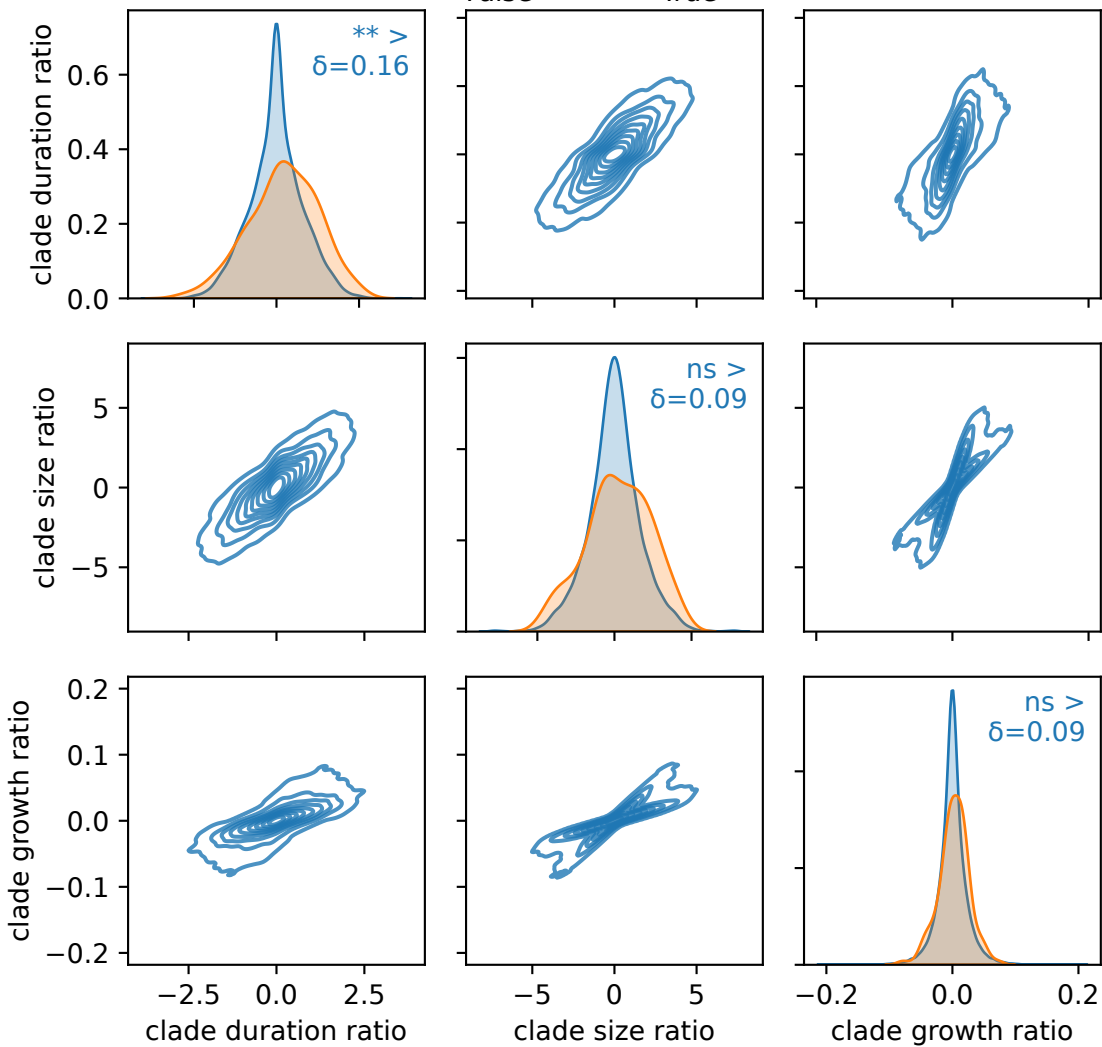 clade duration ratio
0.6
0.4
0.2
0.0
** >
δ=0.16
clade size ratio
5
0
−5
ns >
δ=0.09
clade growth ratio
0.2
0.1
0.0
−0.1
−0.2
ns >
δ=0.09
−2.5 0.0 2.5
−5 0 5
−0.2 0.0 0.2
clade duration ratio
clade size ratio
clade growth ratio